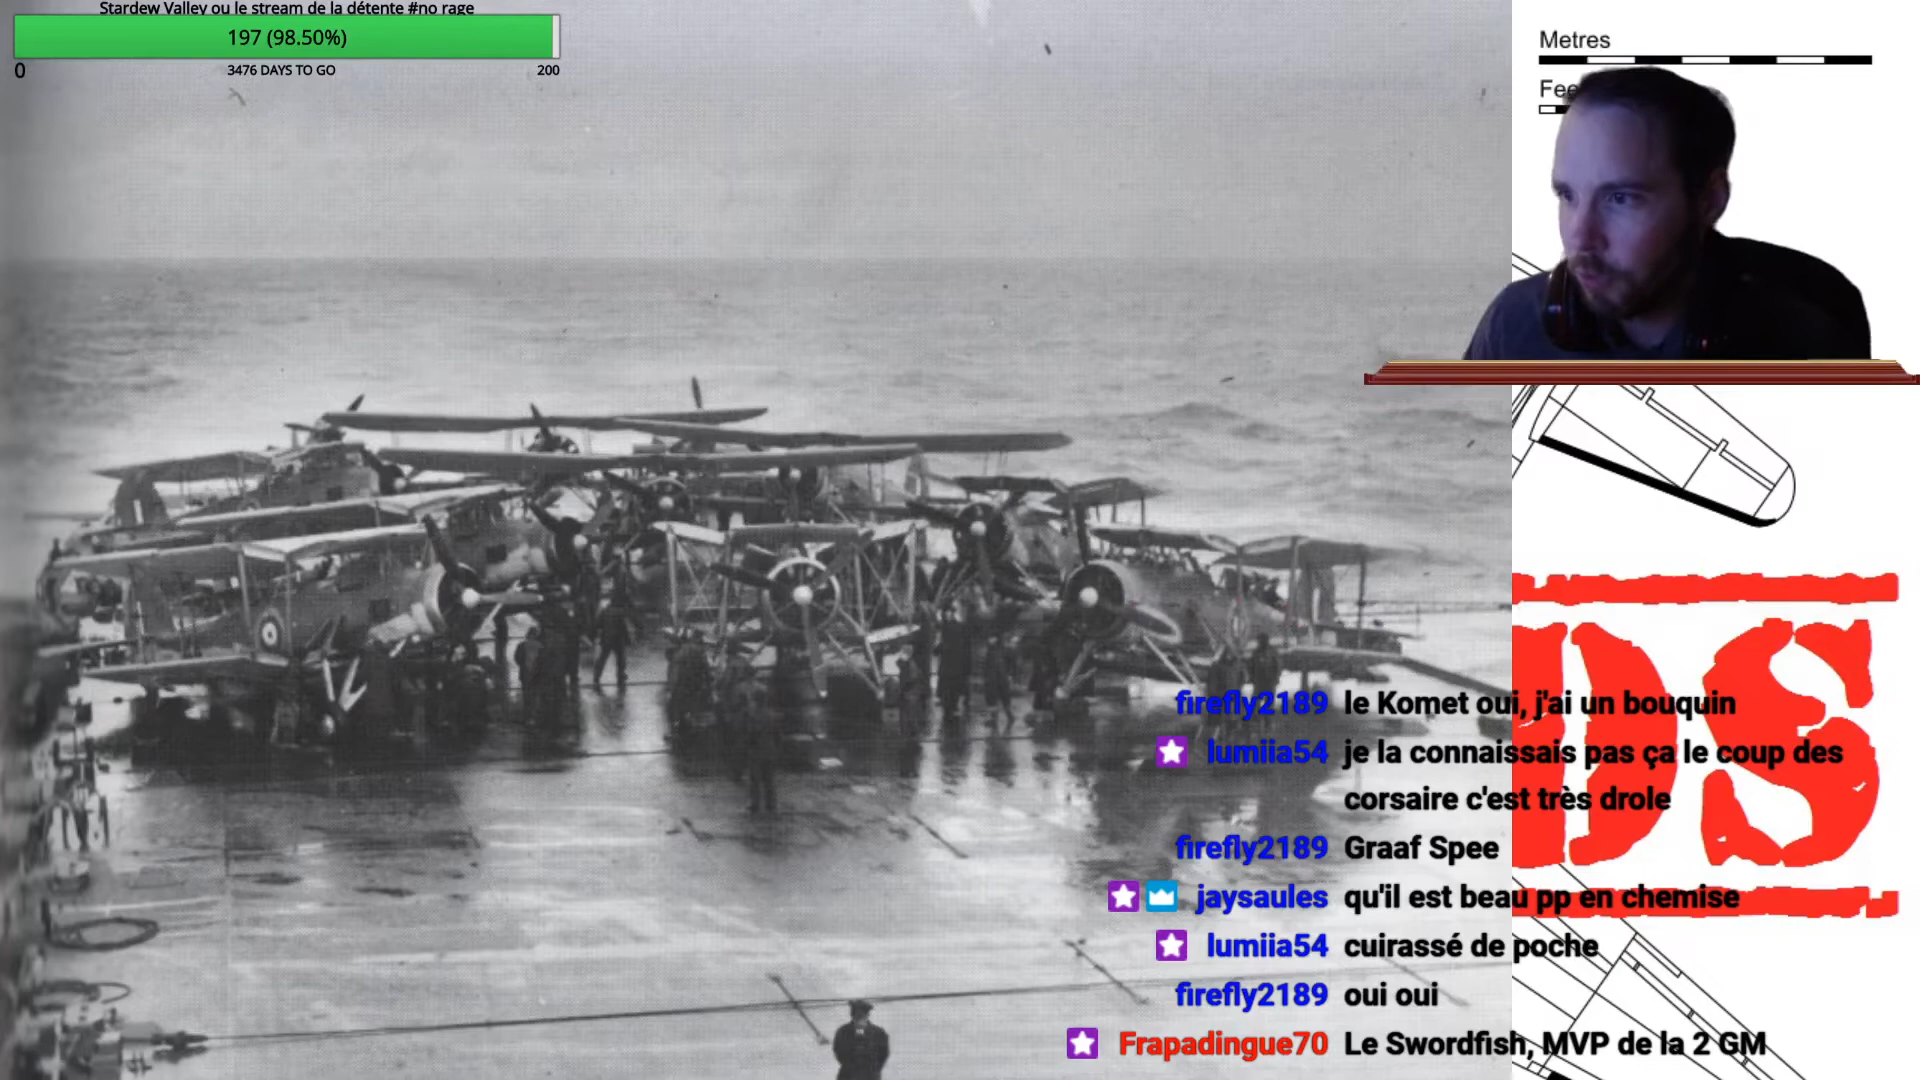 Stardew Valley ou le stream de la détente #no rage
197 (98.50%)
0
3476 DAYS TO GO
200
Metres
Fee
DS
firefly2189 le Komet oui, j'ai un bouquin
lumiia54 je la connaissais pas ça le coup des
corsaire c'est très drole
firefly2189 Graaf Spee
jaysaules qu'il est beau pp en chemise
lumiia54 cuirassé de poche
firefly2189 oui oui
Frapadingue70 Le Swordfish, MVP de la 2 GM